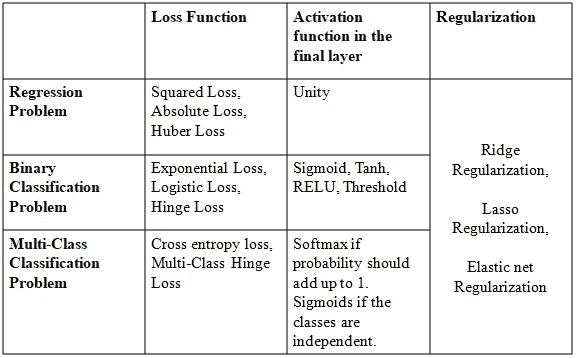 Loss Function
Activation
function in the
final layer
Regularization
Regression
Problem
Squared Loss,
Absolute Loss,
Huber Loss
Unity
Binary
Classification
Problem
Exponential Loss,
Logistic Loss,
Hinge Loss
Sigmoid, Tanh,
RELU, Threshold
Multi-Class
Classification
Problem
Cross entropy loss,
Multi-Class Hinge
Loss
Softmax if
probability should
add up to 1.
Sigmoids if the
classes are
independent.
Ridge
Regularization,
Lasso
Regularization,
Elastic net
Regularization